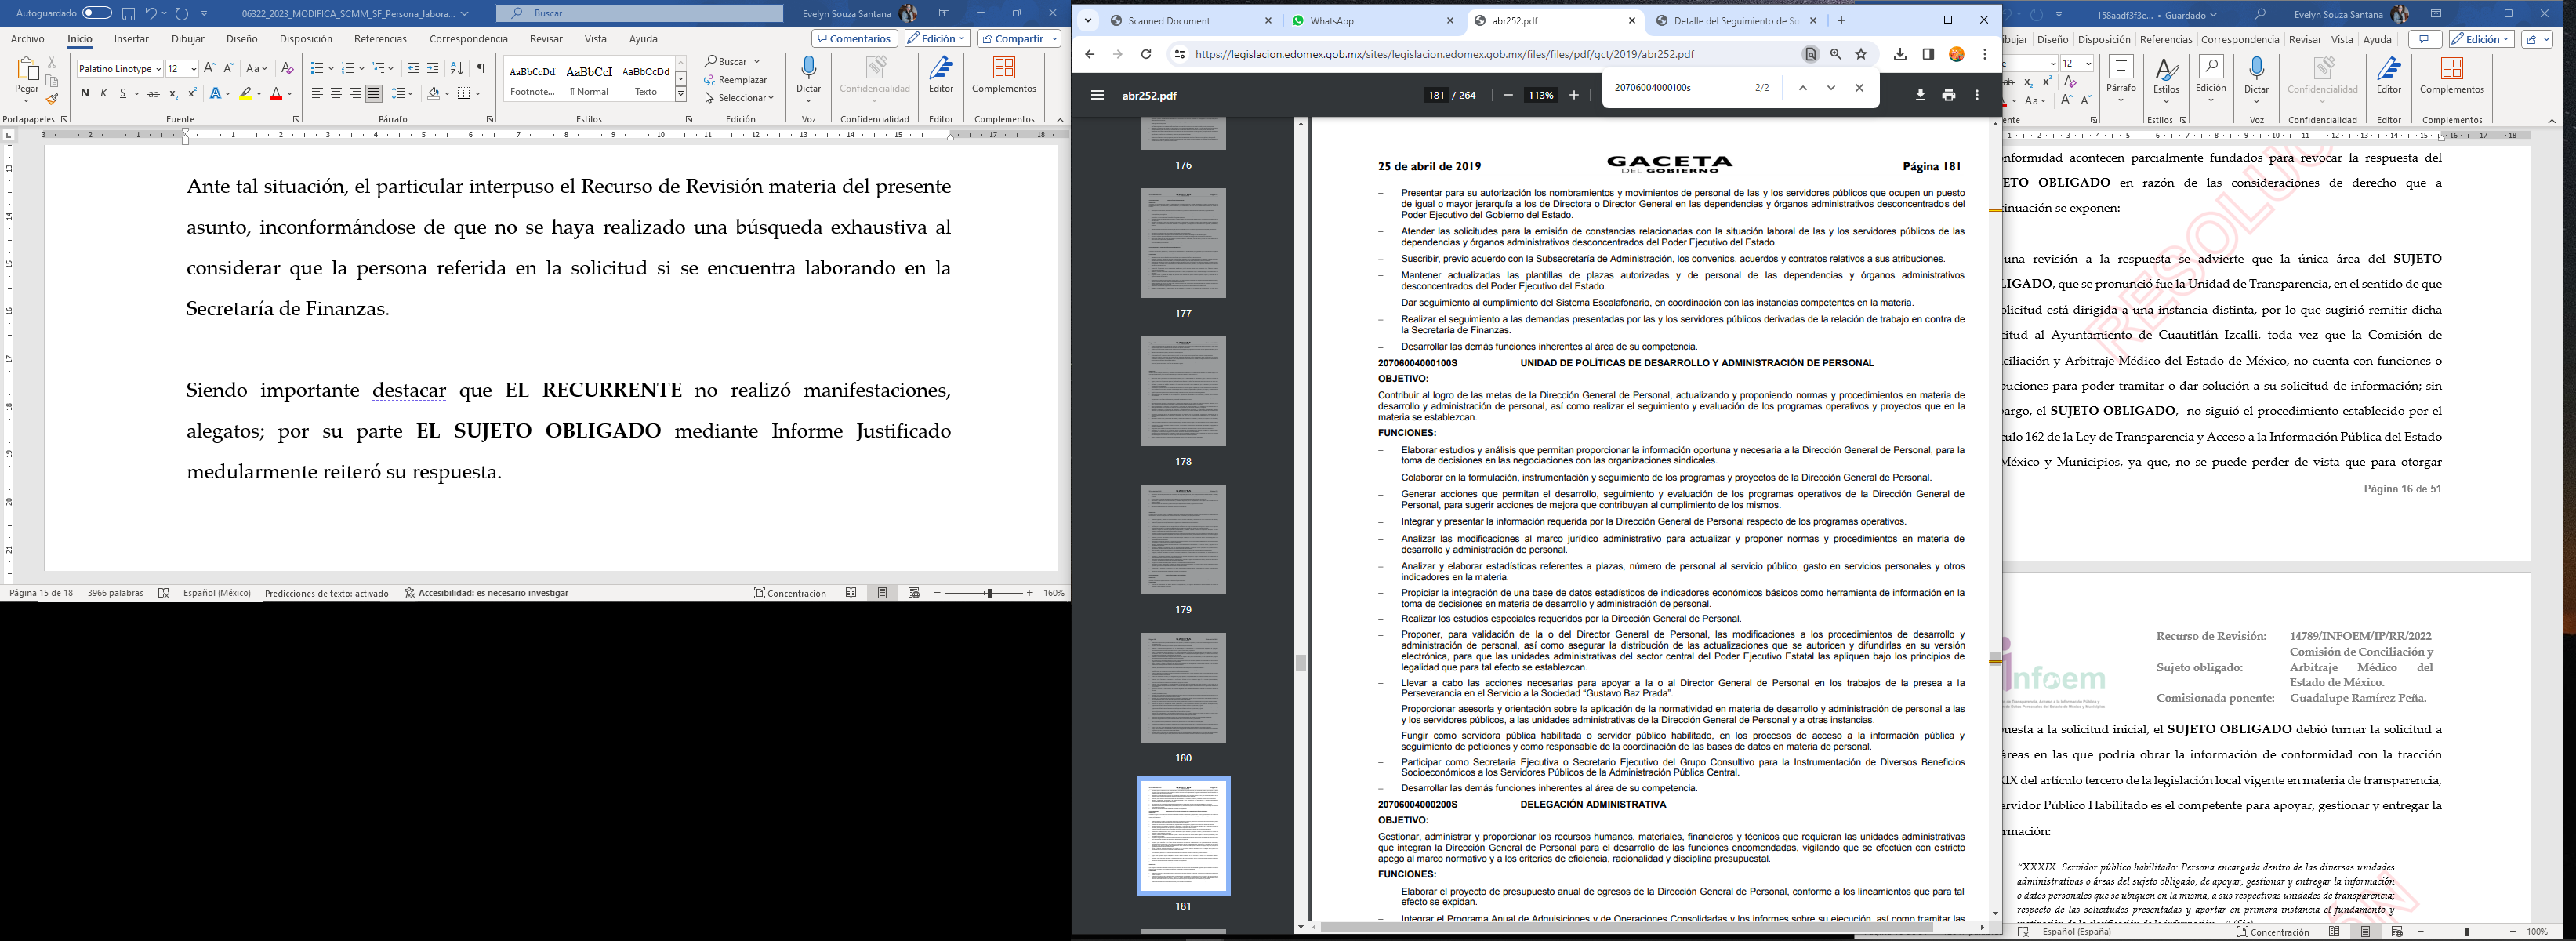 Autoguardado
06322_2023_MODIFICA_SCMM_SF_Persona_labora...
Buscar
Evelyn Souza Santana
Archivo Inicio Insertar Dibujar Diseño Disposición Referencias Correspondencia Revisar Vista Ayuda
Comentarios Edición Compartir
Pegar
Palatino Linotype 12
N K S ab x₂ x²
AaBbCcDd AaBbCcI AaBbCcDd
Footnote... ¶ Normal Texto
Buscar
Reemplazar
Seleccionar
Dictar Confidencialidad Editor Complementos
Portapapeles Fuente Párrafo Estilos Edición Voz Confidencialidad Editor Complementos
Ante tal situación, el particular interpuso el Recurso de Revisión materia del presente
asunto, inconformándose de que no se haya realizado una búsqueda exhaustiva al
considerar que la persona referida en la solicitud si se encuentra laborando en la
Secretaría de Finanzas.
Siendo importante destacar que EL RECURRENTE no realizó manifestaciones,
alegatos; por su parte EL SUJETO OBLIGADO mediante Informe Justificado
medularmente reiteró su respuesta.
Página 15 de 18 3966 palabras Español (México) Predicciones de texto: activado Accesibilidad: es necesario investigar Concentración 160%
Scanned Document WhatsApp abr252.pdf Detalle del Seguimiento de So
https://legislacion.edomex.gob.mx/sites/legislacion.edomex.gob.mx/files/files/pdf/gct/2019/abr252.pdf
20706004000100s 2/2
abr252.pdf 181 / 264 113%
176
177
178
179
180
181
25 de abril de 2019 GACETA DEL GOBIERNO Página 181
– Presentar para su autorización los nombramientos y movimientos de personal de las y los servidores públicos que ocupen un puesto
de igual o mayor jerarquía a los de Directora o Director General en las dependencias y órganos administrativos desconcentrados del
Poder Ejecutivo del Gobierno del Estado.
– Atender las solicitudes para la emisión de constancias relacionadas con la situación laboral de las y los servidores públicos de las
dependencias y órganos administrativos desconcentrados del Poder Ejecutivo del Estado.
– Suscribir, previo acuerdo con la Subsecretaría de Administración, los convenios, acuerdos y contratos relativos a sus atribuciones.
– Mantener actualizadas las plantillas de plazas autorizadas y de personal de las dependencias y órganos administrativos
desconcentrados del Poder Ejecutivo del Estado.
– Dar seguimiento al cumplimiento del Sistema Escalafonario, en coordinación con las instancias competentes en la materia.
– Realizar el seguimiento a las demandas presentadas por las y los servidores públicos derivadas de la relación de trabajo en contra de
la Secretaría de Finanzas.
– Desarrollar las demás funciones inherentes al área de su competencia.
20706004000100S UNIDAD DE POLÍTICAS DE DESARROLLO Y ADMINISTRACIÓN DE PERSONAL
OBJETIVO:
Contribuir al logro de las metas de la Dirección General de Personal, actualizando y proponiendo normas y procedimientos en materia de
desarrollo y administración de personal, así como realizar el seguimiento y evaluación de los programas operativos y proyectos que en la
materia se establezcan.
FUNCIONES:
– Elaborar estudios y análisis que permitan proporcionar la información oportuna y necesaria a la Dirección General de Personal, para la
toma de decisiones en las negociaciones con las organizaciones sindicales.
– Colaborar en la formulación, instrumentación y seguimiento de los programas y proyectos de la Dirección General de Personal.
– Generar acciones que permitan el desarrollo, seguimiento y evaluación de los programas operativos de la Dirección General de
Personal, para sugerir acciones de mejora que contribuyan al cumplimiento de los mismos.
– Integrar y presentar la información requerida por la Dirección General de Personal respecto de los programas operativos.
– Analizar las modificaciones al marco jurídico administrativo para actualizar y proponer normas y procedimientos en materia de
desarrollo y administración de personal.
– Analizar y elaborar estadísticas referentes a plazas, número de personal al servicio público, gasto en servicios personales y otros
indicadores en la materia.
– Propiciar la integración de una base de datos estadísticos de indicadores económicos básicos como herramienta de información en la
toma de decisiones en materia de desarrollo y administración de personal.
– Realizar los estudios especiales requeridos por la Dirección General de Personal.
– Proponer, para validación de la o del Director General de Personal, las modificaciones a los procedimientos de desarrollo y
administración de personal, así como asegurar la distribución de las actualizaciones que se autoricen y difundirlas en su versión
electrónica, para que las unidades administrativas del sector central del Poder Ejecutivo Estatal las apliquen bajo los principios de
legalidad que para tal efecto se establezcan.
– Llevar a cabo las acciones necesarias para apoyar a la o al Director General de Personal en los trabajos de la presea a la
Perseverancia en el Servicio a la Sociedad “Gustavo Baz Prada”.
– Proporcionar asesoría y orientación sobre la aplicación de la normatividad en materia de desarrollo y administración de personal a las
y los servidores públicos, a las unidades administrativas de la Dirección General de Personal y a otras instancias.
– Fungir como servidora pública habilitada o servidor público habilitado, en los procesos de acceso a la información pública y
seguimiento de peticiones y como responsable de la coordinación de las bases de datos en materia de personal.
– Participar como Secretaria Ejecutiva o Secretario Ejecutivo del Grupo Consultivo para la Instrumentación de Diversos Beneficios
Socioeconómicos a los Servidores Públicos de la Administración Pública Central.
– Desarrollar las demás funciones inherentes al área de su competencia.
20706004000200S DELEGACIÓN ADMINISTRATIVA
OBJETIVO:
Gestionar, administrar y proporcionar los recursos humanos, materiales, financieros y técnicos que requieran las unidades administrativas
que integran la Dirección General de Personal para el desarrollo de las funciones encomendadas, vigilando que se efectúen con estricto
apego al marco normativo y a los criterios de eficiencia, racionalidad y disciplina presupuestal.
FUNCIONES:
– Elaborar el proyecto de presupuesto anual de egresos de la Dirección General de Personal, conforme a los lineamientos que para tal
efecto se expidan.
– Integrar el Programa Anual de Adquisiciones y de Operaciones Consolidadas y los informes sobre su ejecución, así como tramitar las
158aadf3f3e... • Guardado
Evelyn Souza Santana
ibujar Diseño Disposición Referencias Correspondencia Revisar Vista Ayuda Edición
12
Párrafo Estilos Edición Dictar Confidencialidad Editor Complementos
Estilos Voz Confidencialidad Editor Complementos
nformidad acontecen parcialmente fundados para revocar la respuesta del
ETO OBLIGADO en razón de las consideraciones de derecho que a
tinuación se exponen:
una revisión a la respuesta se advierte que la única área del SUJETO
LIGADO, que se pronunció fue la Unidad de Transparencia, en el sentido de que
olicitud está dirigida a una instancia distinta, por lo que sugirió remitir dicha
citud al Ayuntamiento de Cuautitlán Izcalli, toda vez que la Comisión de
ciliación y Arbitraje Médico del Estado de México, no cuenta con funciones o
buciones para poder tramitar o dar solución a su solicitud de información; sin
argo, el SUJETO OBLIGADO, no siguió el procedimiento establecido por el
culo 162 de la Ley de Transparencia y Acceso a la Información Pública del Estado
México y Municipios, ya que, no se puede perder de vista que para otorgar
RESOLUC
Página 16 de 51
infoem
Recurso de Revisión: 14789/INFOEM/IP/RR/2022
Sujeto obligado: Comisión de Conciliación y
Arbitraje Médico del
Estado de México.
Comisionada ponente: Guadalupe Ramírez Peña.
uesta a la solicitud inicial, el SUJETO OBLIGADO debió turnar la solicitud a
áreas en las que podría obrar la información de conformidad con la fracción
XIX del artículo tercero de la legislación local vigente en materia de transparencia,
ervidor Público Habilitado es el competente para apoyar, gestionar y entregar la
rmación:
“XXXIX. Servidor público habilitado: Persona encargada dentro de las diversas unidades
administrativas o áreas del sujeto obligado, de apoyar, gestionar y entregar la información
o datos personales que se ubiquen en la misma, a sus respectivas unidades de transparencia;
respecto de las solicitudes presentadas y aportar en primera instancia el fundamento y
Español (España) Concentración 100%